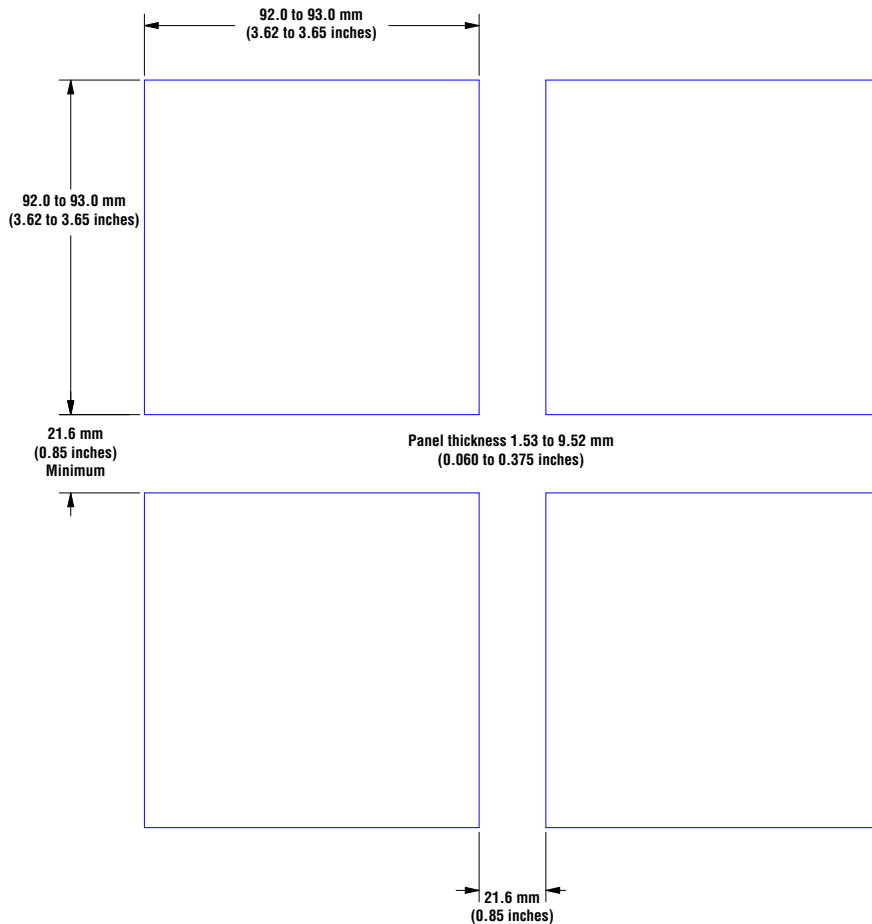 92.0 to 93.0 mm
(3.62 to 3.65 inches)
92.0 to 93.0 mm
(3.62 to 3.65 inches)
21.6 mm
(0.85 inches)
Minimum
Panel thickness 1.53 to 9.52 mm
(0.060 to 0.375 inches)
21.6 mm
(0.85 inches)